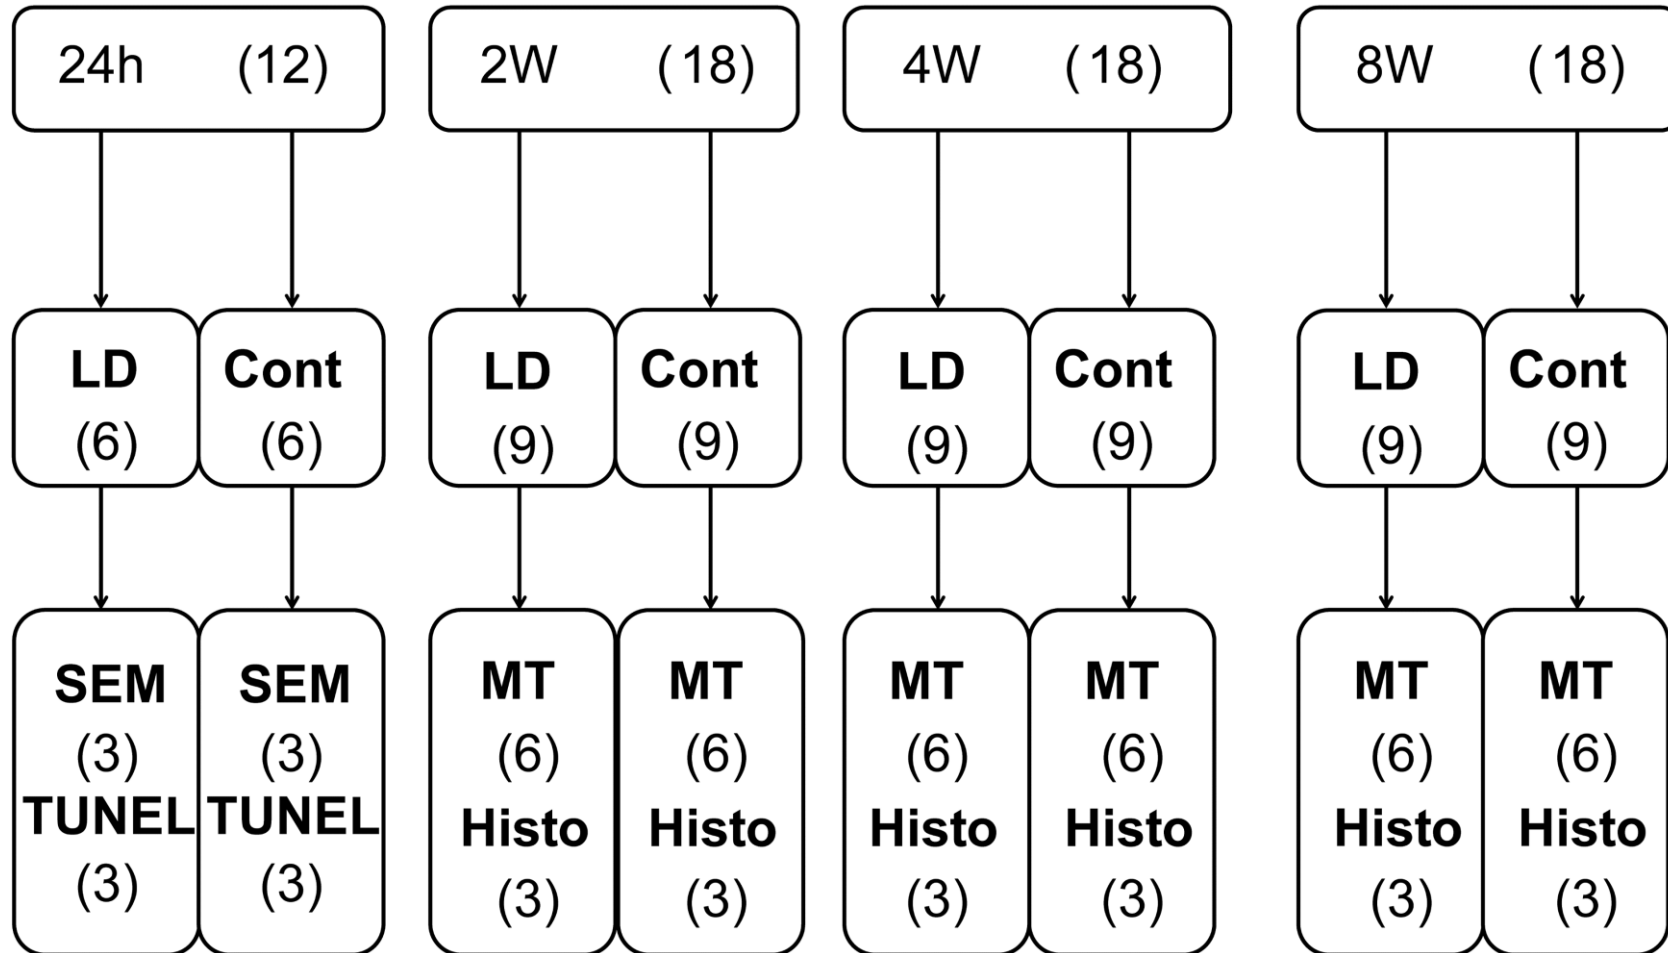 24h (12) 2W (18) 4W (18) 8W (18)
LD Cont LD Cont LD Cont LD Cont
(6) (6) (9) (9) (9) (9) (9) (9)
SEM SEM MT MT MT MT MT MT
(3) (3) (6) (6) (6) (6) (6) (6)
TUNEL TUNEL Histo Histo Histo Histo Histo Histo
(3) (3) (3) (3) (3) (3) (3) (3)